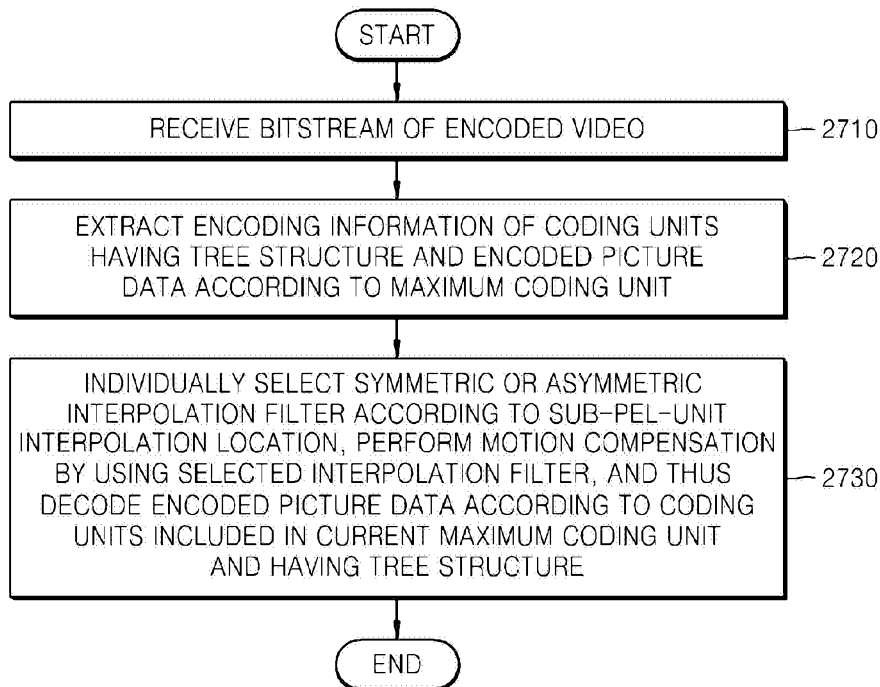 START
RECEIVE BITSTREAM OF ENCODED VIDEO
2710
EXTRACT ENCODING INFORMATION OF CODING UNITS
HAVING TREE STRUCTURE AND ENCODED PICTURE
DATA ACCORDING TO MAXIMUM CODING UNIT
2720
INDIVIDUALLY SELECT SYMMETRIC OR ASYMMETRIC
INTERPOLATION FILTER ACCORDING TO SUB-PEL-UNIT
INTERPOLATION LOCATION, PERFORM MOTION COMPENSATION
BY USING SELECTED INTERPOLATION FILTER, AND THUS
DECODE ENCODED PICTURE DATA ACCORDING TO CODING
UNITS INCLUDED IN CURRENT MAXIMUM CODING UNIT
AND HAVING TREE STRUCTURE
2730
END